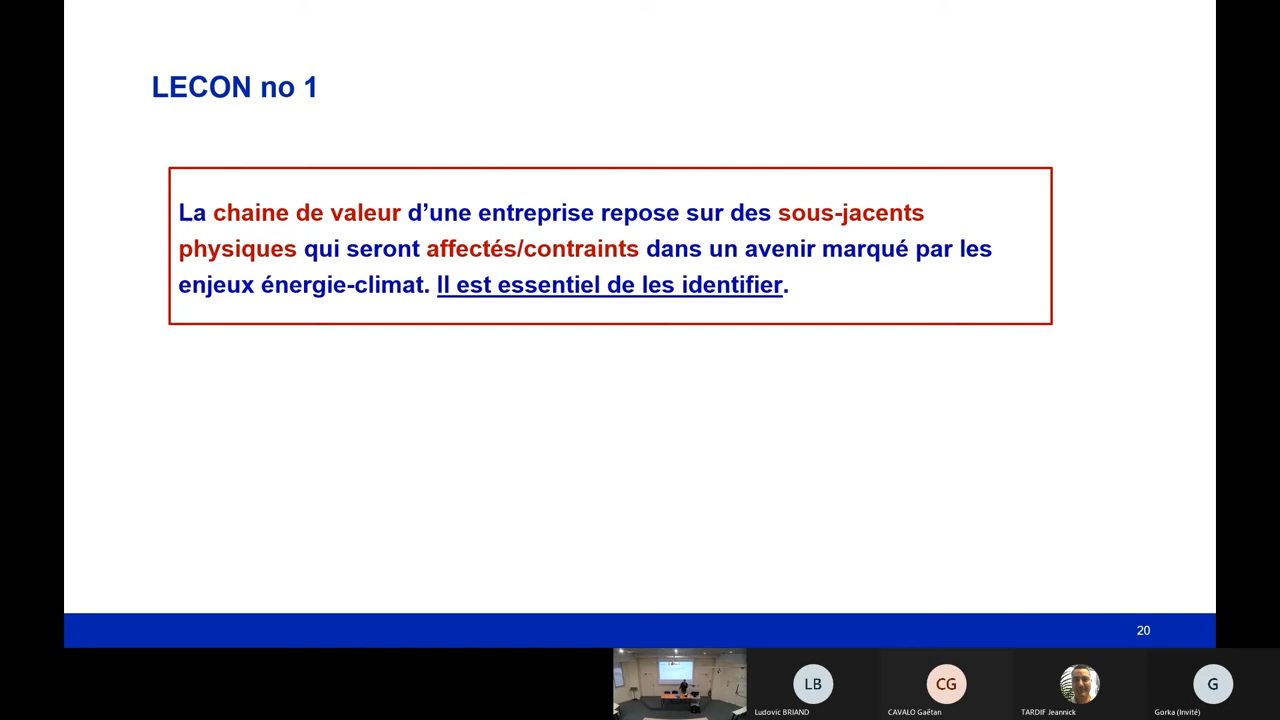 LECON no 1
La chaine de valeur d’une entreprise repose sur des sous-jacents
physiques qui seront affectés/contraints dans un avenir marqué par les
enjeux énergie-climat. Il est essentiel de les identifier.
20
LB
CG
G
Ludovic BRIAND
CAVALO Gaëtan
TARDIF Jeannick
Gorka (Invité)